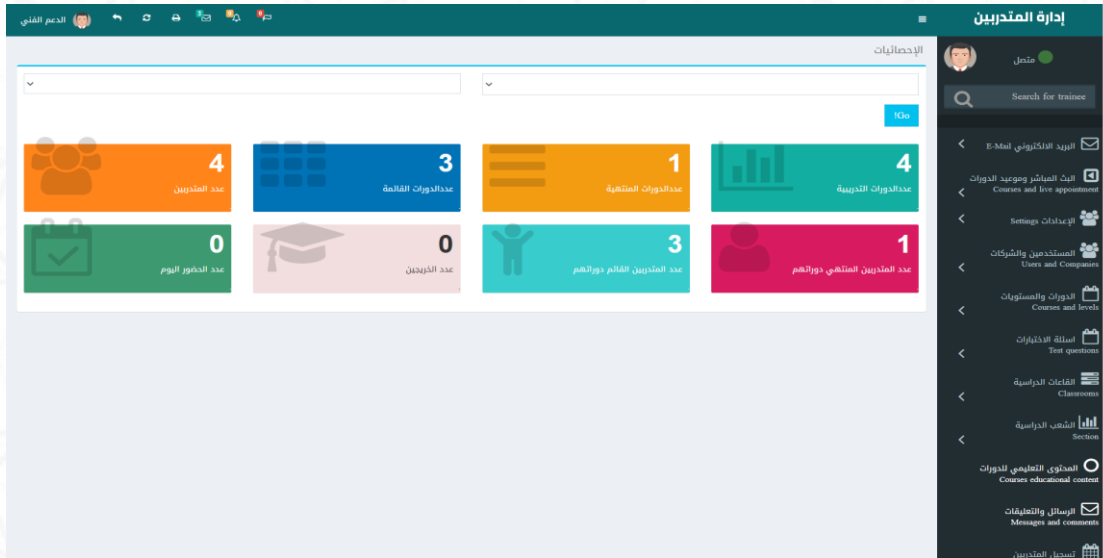 إدارة المتدربين
الدعم الفني
متصل
Search for trainee
البريد الالكتروني E-Mail
البث المباشر وموعيد الدورات
Courses and live appointment
الإعدادات Settings
المستخدمين والشركات
Users and Companies
الدورات والمستويات
Courses and levels
اسئلة الاختبارات
Test questions
القاعات الدراسية
Classrooms
الشعب الدراسية
Section
المحتوى التعليمي للدورات
Courses educational content
الرسائل والتعليقات
Messages and comments
تسجيل المتدربين
الإحصائيات
Go!
4
عددالدورات التدريبية
1
عددالدورات المنتهية
3
عددالدورات القائمة
4
عدد المتدربين
1
عدد المتدربين المنتهي دوراتهم
3
عدد المتدربين القائم دوراتهم
0
عدد الخريجين
0
عدد الحضور اليوم